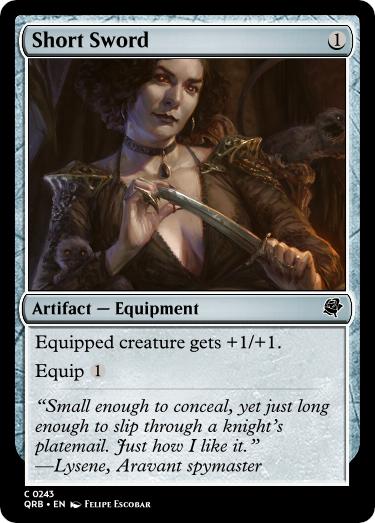 Short Sword 1
Artifact — Equipment
Equipped creature gets +1/+1.
Equip 1
“Small enough to conceal, yet just long
enough to slip through a knight's
platemail. Just how I like it.”
—Lysene, Aravant spymaster
C 0243
QRB • EN Felipe Escobar